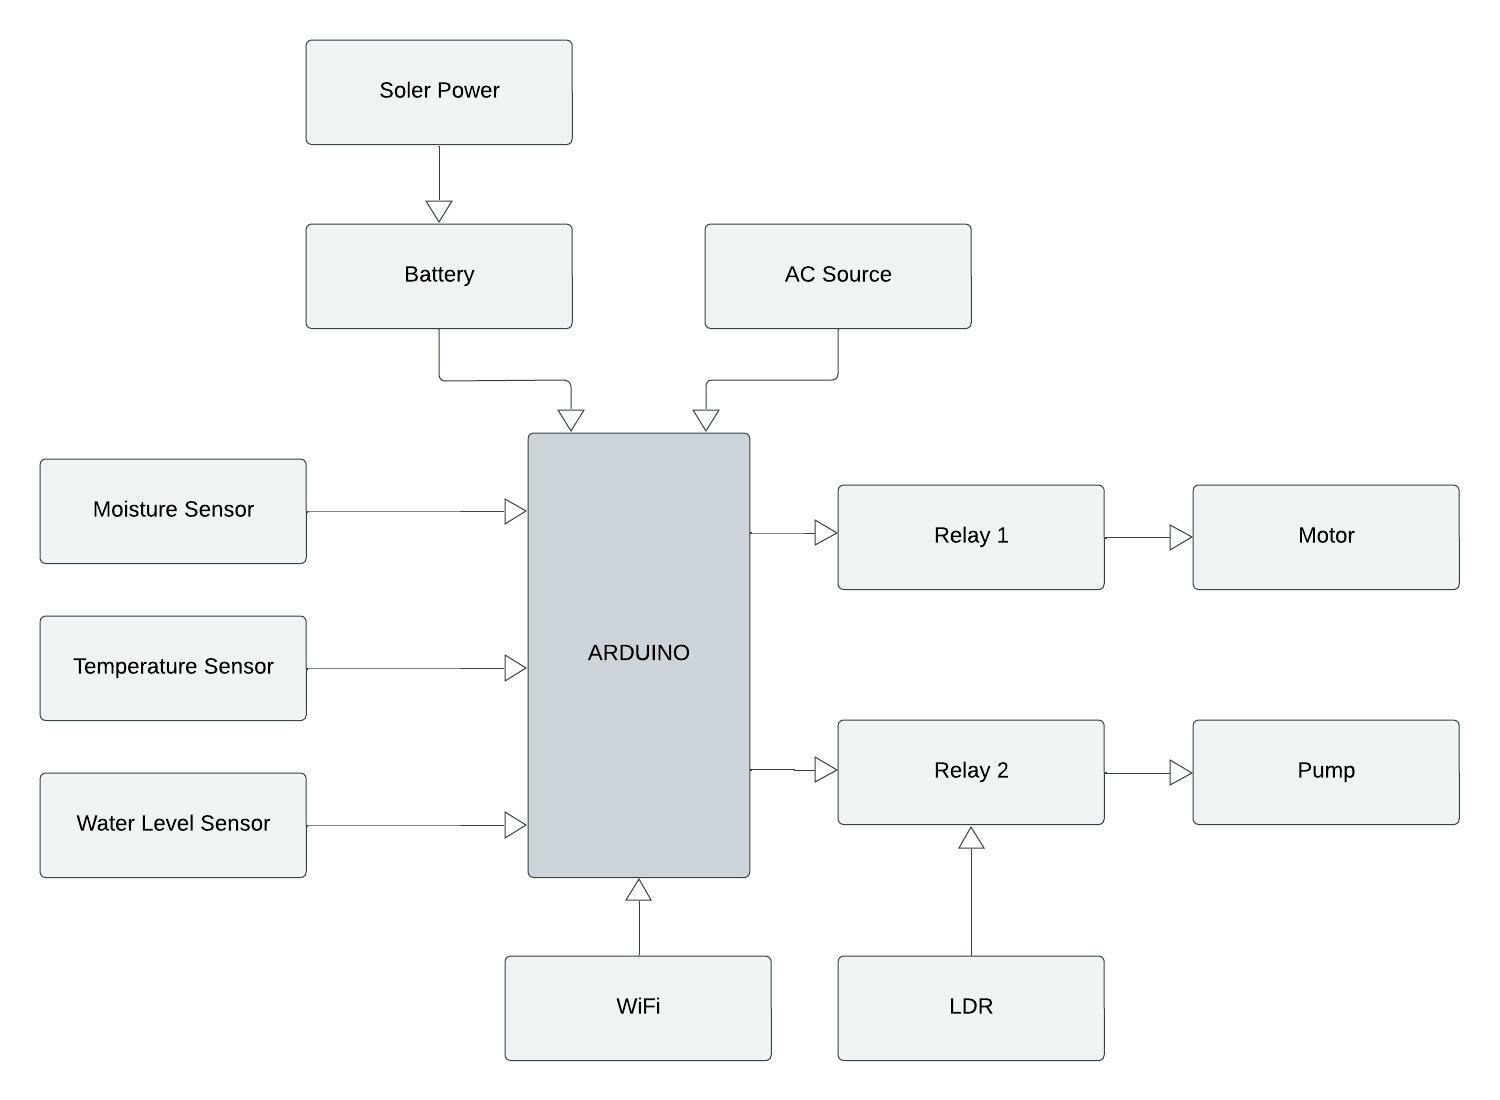 Soler Power
Battery
AC Source
Moisture Sensor
Relay 1
Motor
ARDUINO
Temperature Sensor
Relay 2
Pump
Water Level Sensor
WiFi
LDR